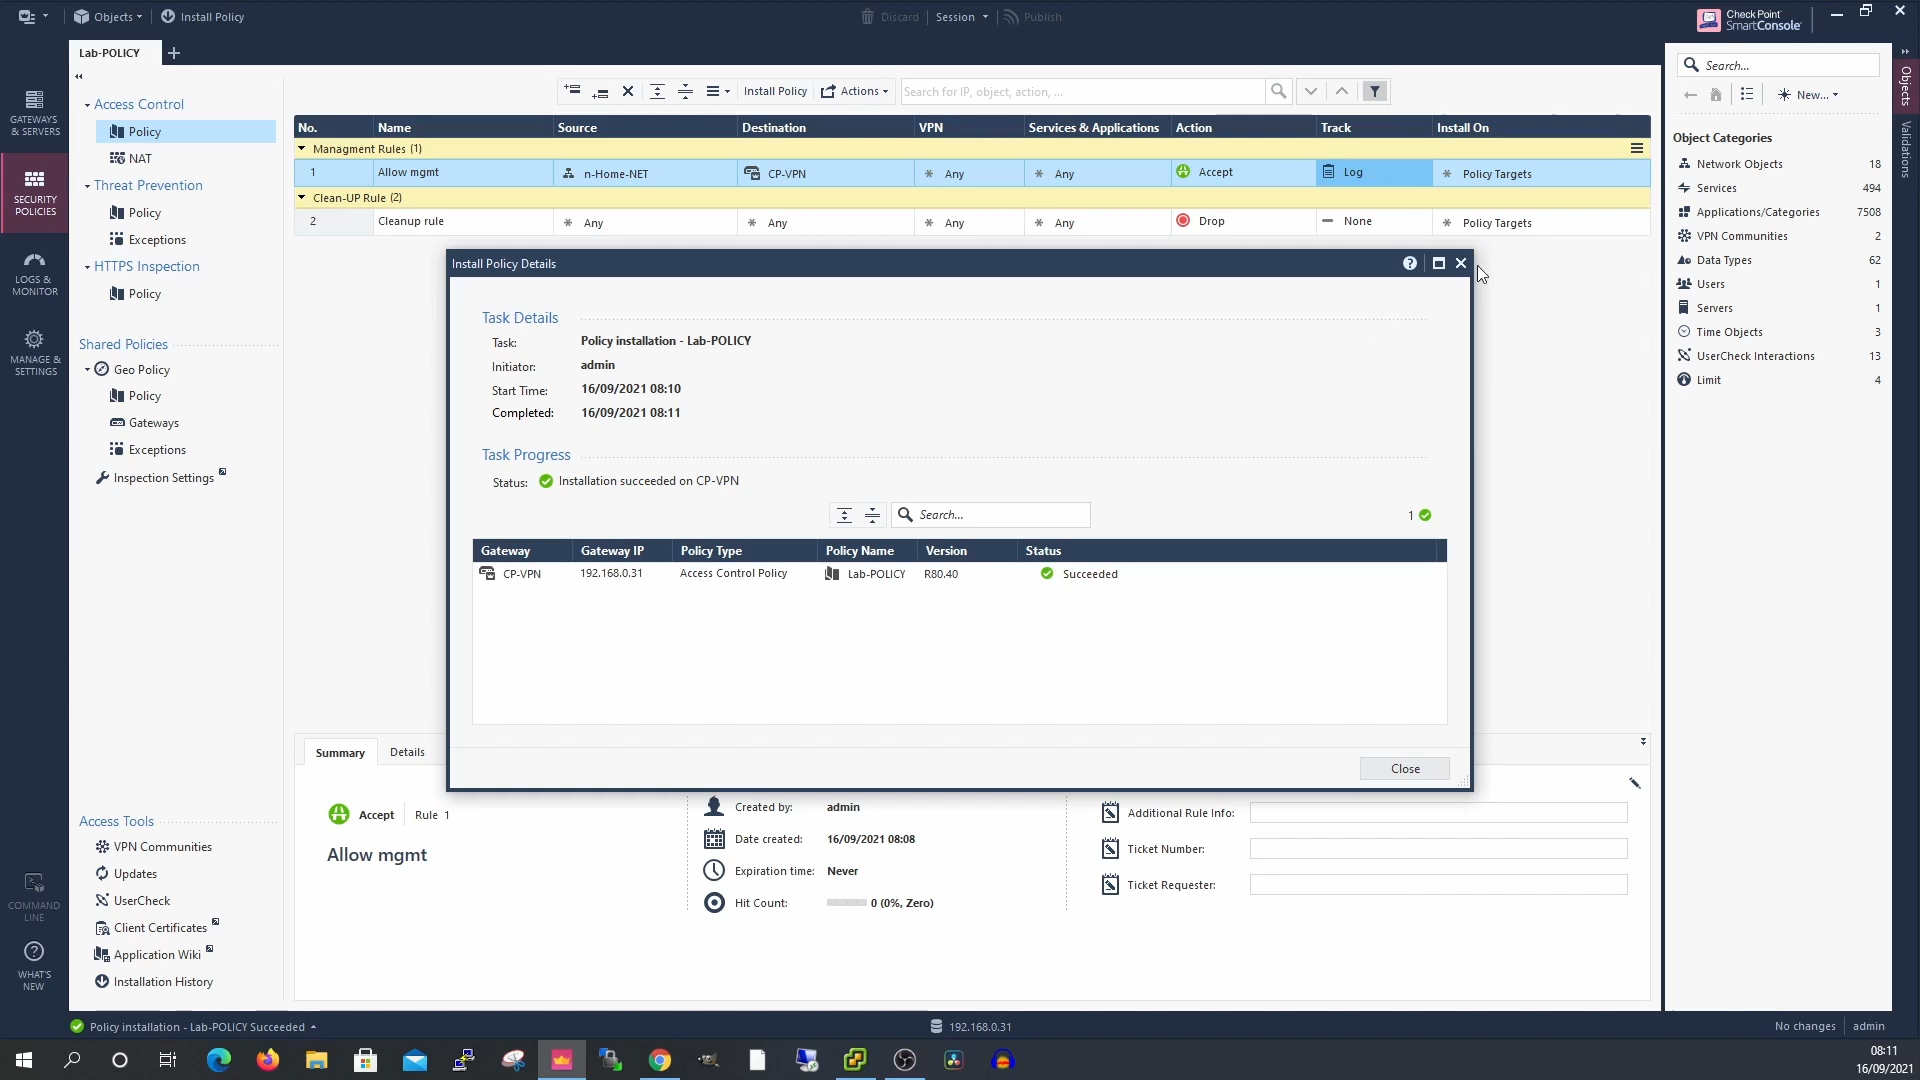 Objects
Install Policy
Discard
Session
Publish
Check Point
SmartConsole
Lab-POLICY
GATEWAYS
& SERVERS
SECURITY
POLICIES
LOGS &
MONITOR
MANAGE &
SETTINGS
COMMAND
LINE
WHAT'S
NEW
Access Control
Policy
NAT
Threat Prevention
Policy
Exceptions
HTTPS Inspection
Policy
Shared Policies
Geo Policy
Policy
Gateways
Exceptions
Inspection Settings
Access Tools
VPN Communities
Updates
UserCheck
Client Certificates
Application Wiki
Installation History
Install Policy Actions Search for IP, object, action, ...
No. Name Source Destination VPN Services & Applications Action Track Install On
Managment Rules (1)
1 Allow mgmt n-Home-NET CP-VPN * Any * Any Accept Log * Policy Targets
Clean-UP Rule (2)
2 Cleanup rule * Any * Any * Any * Any Drop — None * Policy Targets
Install Policy Details
Task Details
Task: Policy installation - Lab-POLICY
Initiator: admin
Start Time: 16/09/2021 08:10
Completed: 16/09/2021 08:11
Task Progress
Status: Installation succeeded on CP-VPN
Search...
1
Gateway Gateway IP Policy Type Policy Name Version Status
CP-VPN 192.168.0.31 Access Control Policy Lab-POLICY R80.40 Succeeded
Close
Summary Details
Accept Rule 1
Allow mgmt
Created by: admin
Date created: 16/09/2021 08:08
Expiration time: Never
Hit Count: 0 (0%, Zero)
Additional Rule Info:
Ticket Number:
Ticket Requester:
Search...
New...
Object Categories
Network Objects 18
Services 494
Applications/Categories 7508
VPN Communities 2
Data Types 62
Users 1
Servers 1
Time Objects 3
UserCheck Interactions 13
Limit 4
Objects
Validations
Policy installation - Lab-POLICY Succeeded
192.168.0.31
No changes
admin
08:11
16/09/2021